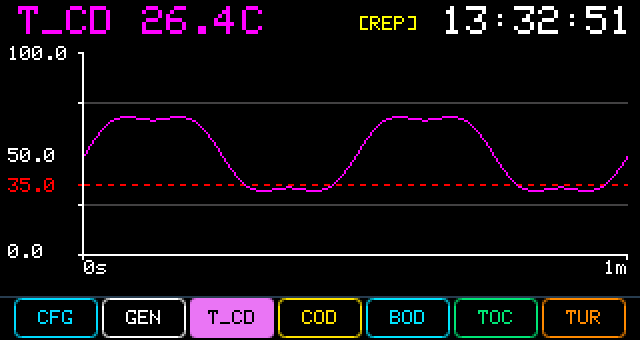 T_CD 26.4C [REP] 13:32:51
100.0
50.0
35.0
0.0
0s 1m
CFG GEN T_CD COD BOD TOC TUR